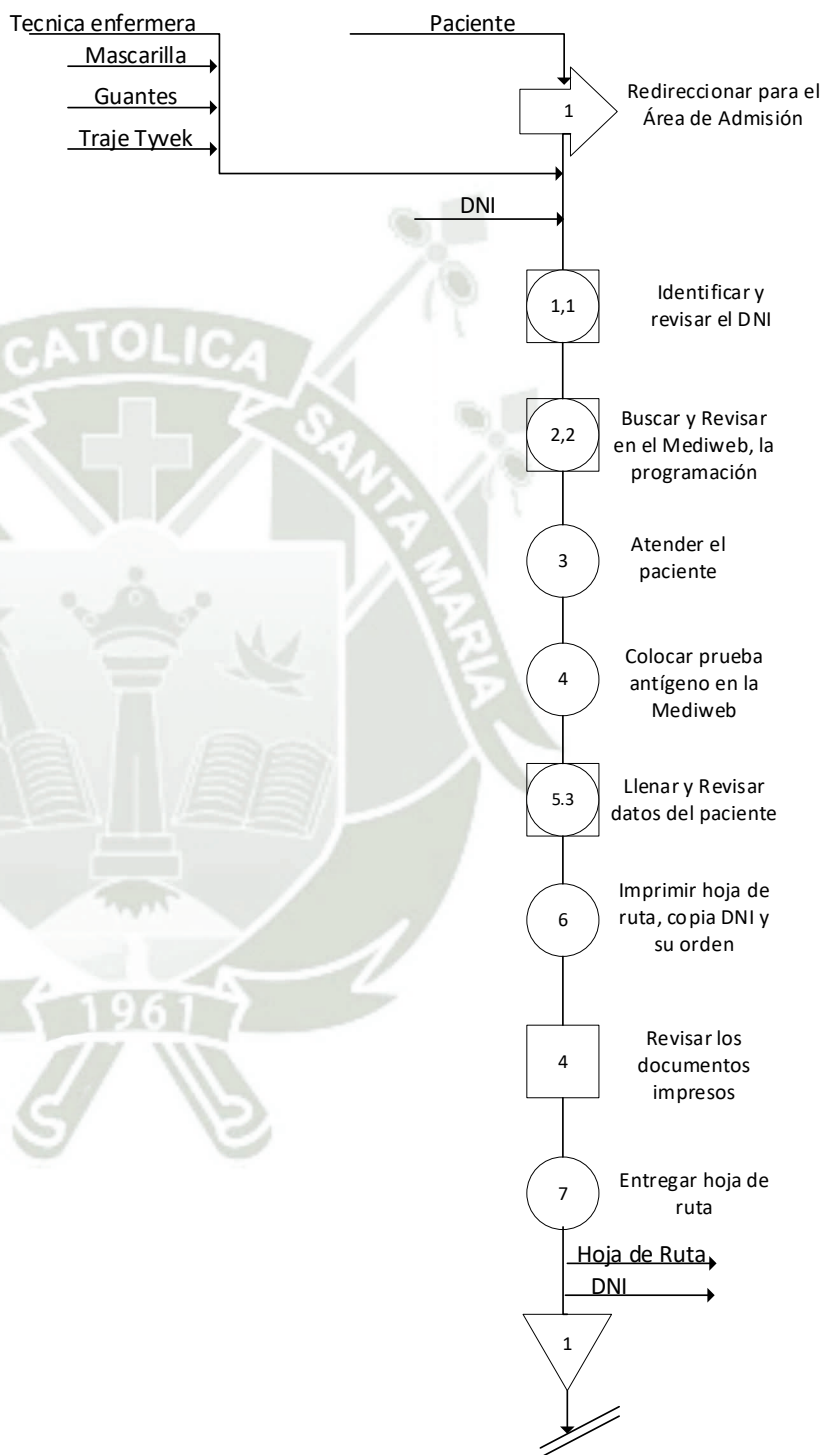 Tecnica enfermera
Paciente
Mascarilla
Guantes
Traje Tyvek
1
Redireccionar para el
Área de Admisión
DNI
1,1
Identificar y
revisar el DNI
2,2
Buscar y Revisar
en el Mediweb, la
programación
3
Atender el
paciente
4
Colocar prueba
antígeno en la
Mediweb
5.3
Llenar y Revisar
datos del paciente
6
Imprimir hoja de
ruta, copia DNI y
su orden
4
Revisar los
documentos
impresos
7
Entregar hoja de
ruta
Hoja de Ruta
DNI
1
CATOLICA
SANTA MARIA
1961